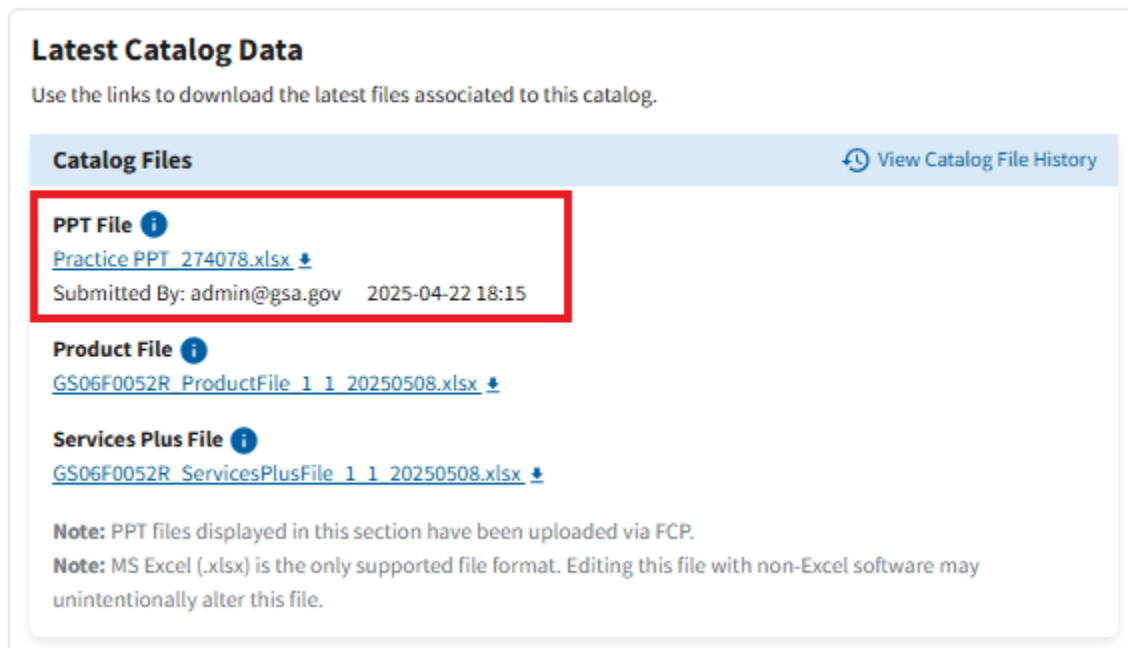 Latest Catalog Data
Use the links to download the latest files associated to this catalog.
Catalog Files
View Catalog File History
PPT File
Practice PPT_274078.xlsx
Submitted By: admin@gsa.gov 2025-04-22 18:15
Product File
GS06F0052R_ProductFile_1_1_20250508.xlsx
Services Plus File
GS06F0052R_ServicesPlusFile_1_1_20250508.xlsx
Note: PPT files displayed in this section have been uploaded via FCP.
Note: MS Excel (.xlsx) is the only supported file format. Editing this file with non-Excel software may
unintentionally alter this file.